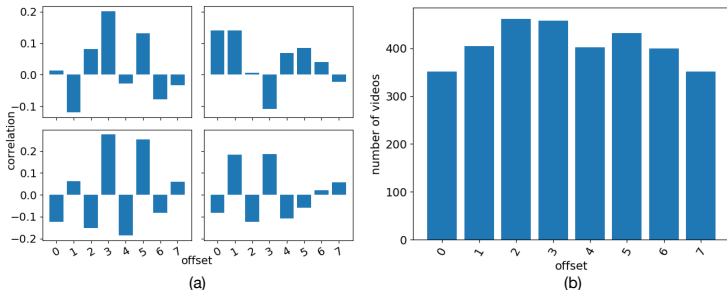 0.2
0.1
0.0
−0.1
0.2
0.1
0.0
−0.1
−0.2
correlation
0 1 2 3 4 5 6 7
0 1 2 3 4 5 6 7
offset
(a)
400
300
200
100
0
number of videos
0 1 2 3 4 5 6 7
offset
(b)